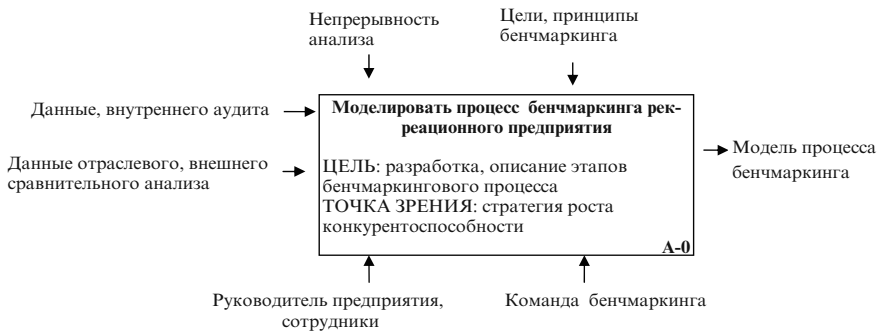 Непрерывность
анализа
Цели, принципы
бенчмаркинга
Данные, внутреннего аудита
Данные отраслевого, внешнего
сравнительного анализа
Моделировать процесс бенчмаркинга рек-
реационного предприятия
ЦЕЛЬ: разработка, описание этапов
бенчмаркингового процесса
ТОЧКА ЗРЕНИЯ: стратегия роста
конкурентоспособности
А-0
Модель процесса
бенчмаркинга
Руководитель предприятия,
сотрудники
Команда бенчмаркинга